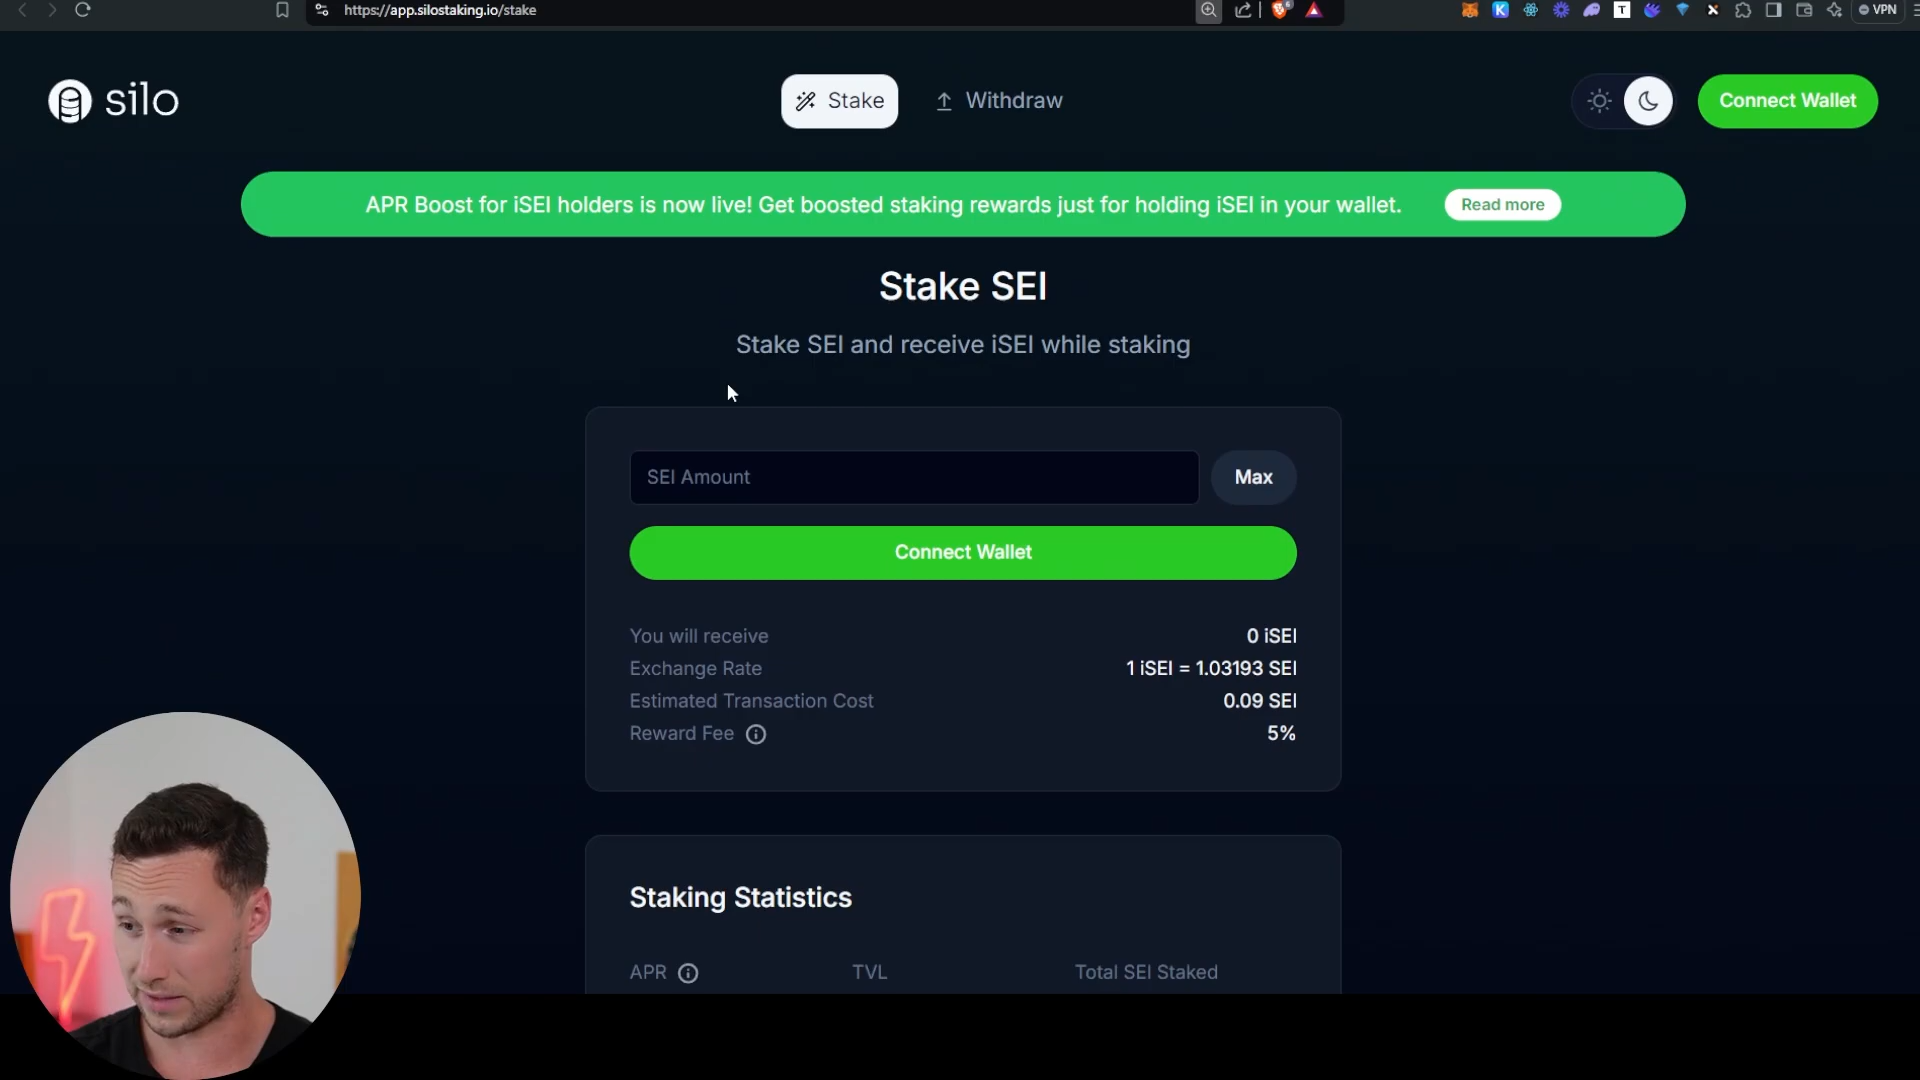 https://app.silostaking.io/stake
VPN
silo
Stake
Withdraw
Connect Wallet
APR Boost for iSEI holders is now live! Get boosted staking rewards just for holding iSEI in your wallet.
Read more
Stake SEI
Stake SEI and receive iSEI while staking
SEI Amount
Max
Connect Wallet
You will receive
0 iSEI
Exchange Rate
1 iSEI = 1.03193 SEI
Estimated Transaction Cost
0.09 SEI
Reward Fee
5%
Staking Statistics
APR
TVL
Total SEI Staked